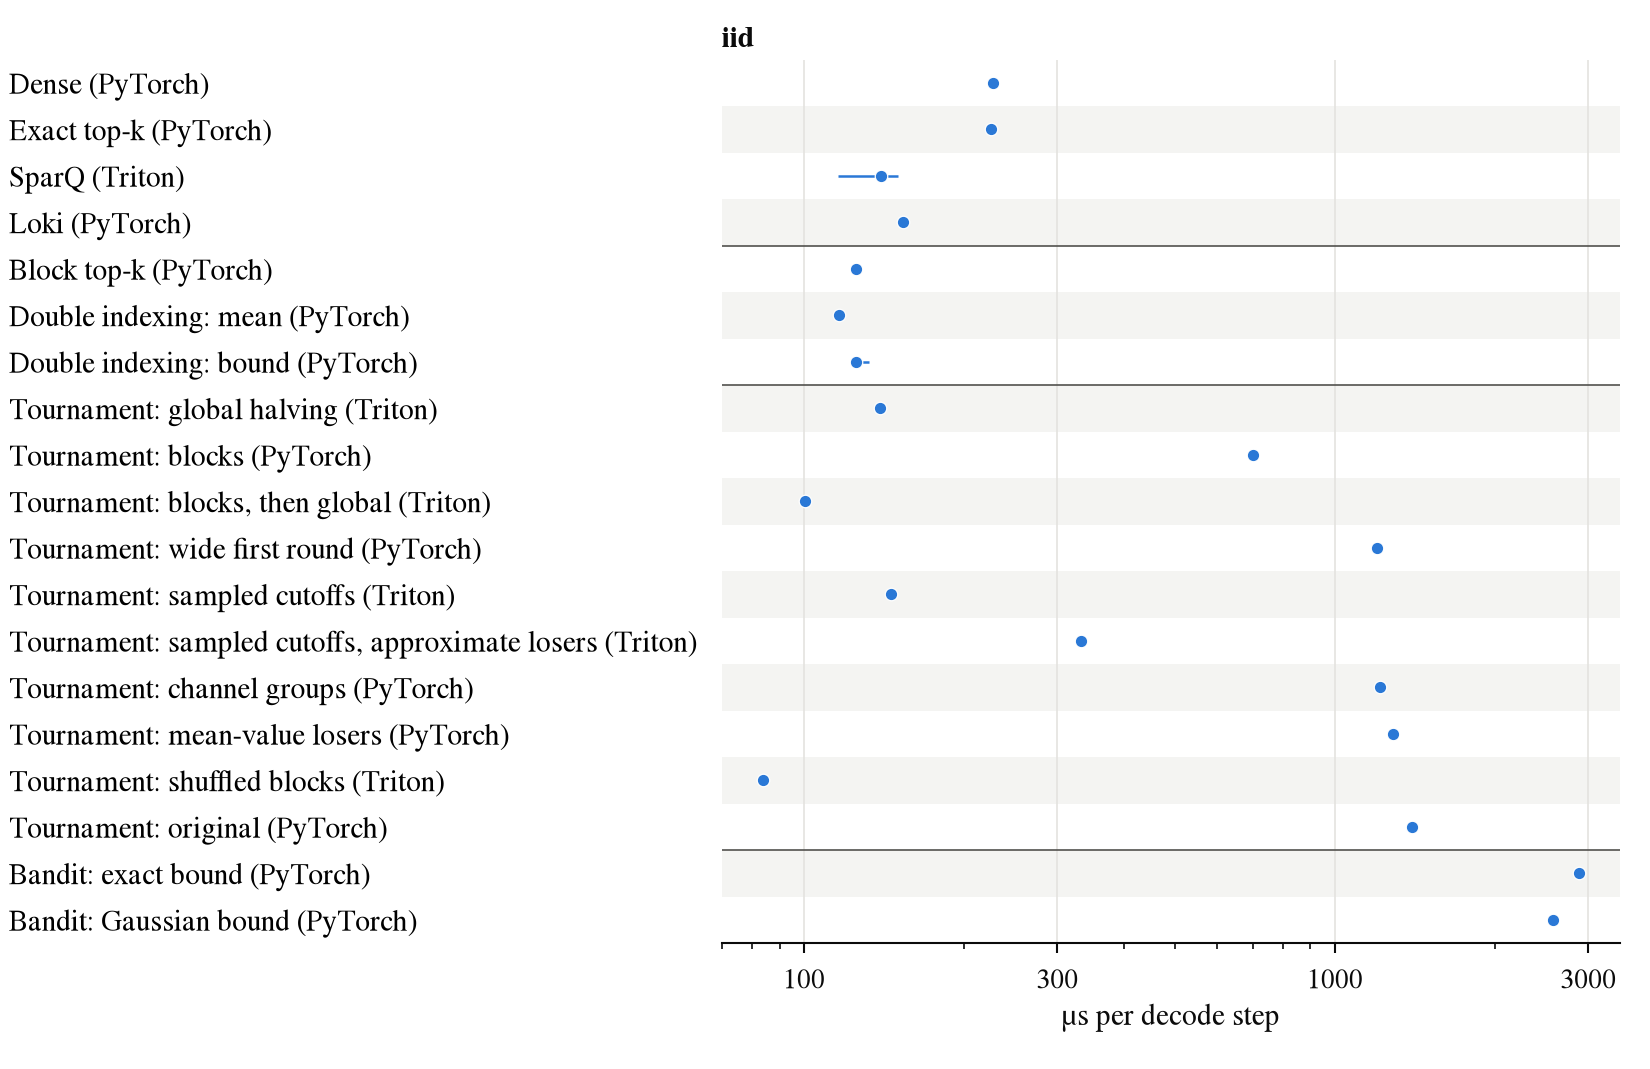 iid
Dense (PyTorch)
Exact top-k (PyTorch)
SparQ (Triton)
Loki (PyTorch)
Block top-k (PyTorch)
Double indexing: mean (PyTorch)
Double indexing: bound (PyTorch)
Tournament: global halving (Triton)
Tournament: blocks (PyTorch)
Tournament: blocks, then global (Triton)
Tournament: wide first round (PyTorch)
Tournament: sampled cutoffs (Triton)
Tournament: sampled cutoffs, approximate losers (Triton)
Tournament: channel groups (PyTorch)
Tournament: mean-value losers (PyTorch)
Tournament: shuffled blocks (Triton)
Tournament: original (PyTorch)
Bandit: exact bound (PyTorch)
Bandit: Gaussian bound (PyTorch)
100 300 1000 3000
µs per decode step